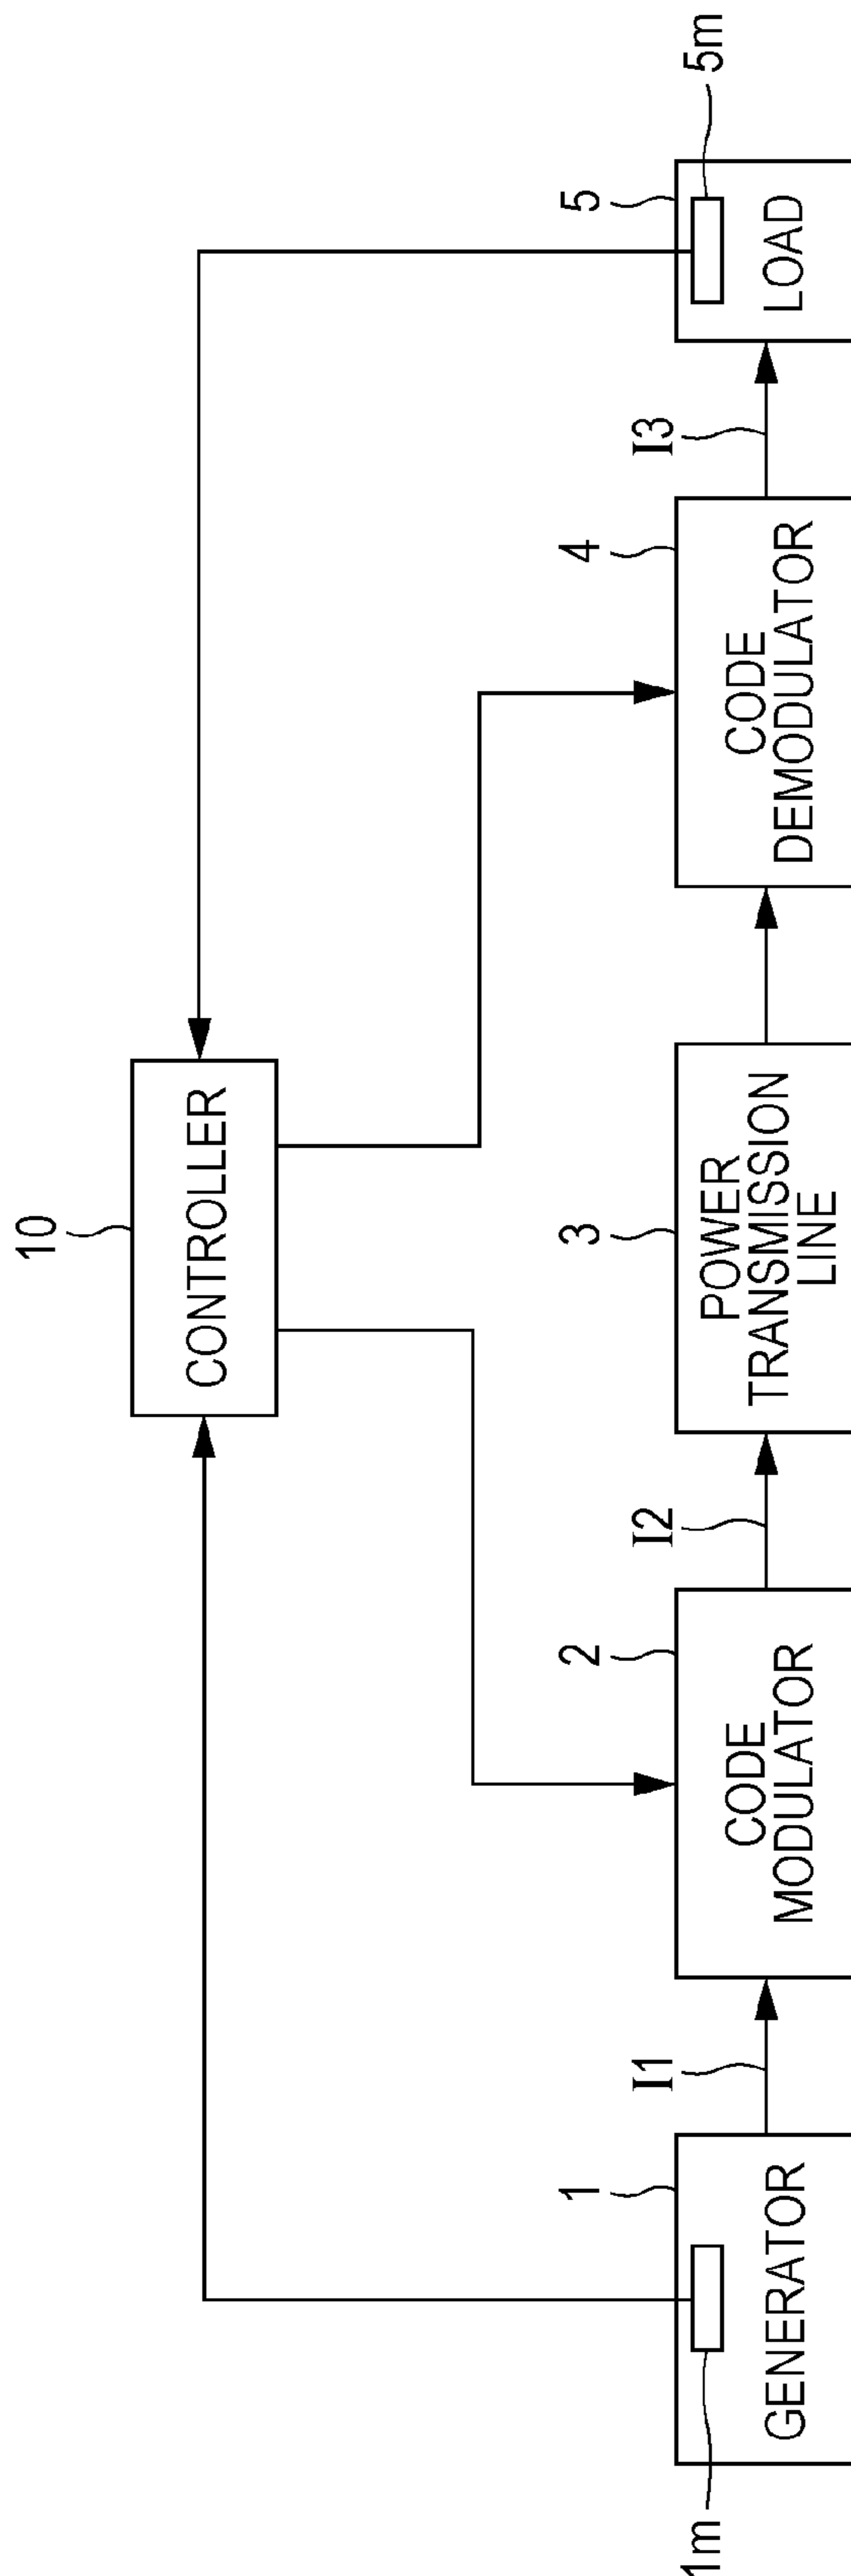 10
CONTROLLER
1
2
3
4
5
I1
I2
I3
1m
5m
GENERATOR
CODE
MODULATOR
POWER
TRANSMISSION
LINE
CODE
DEMODULATOR
LOAD